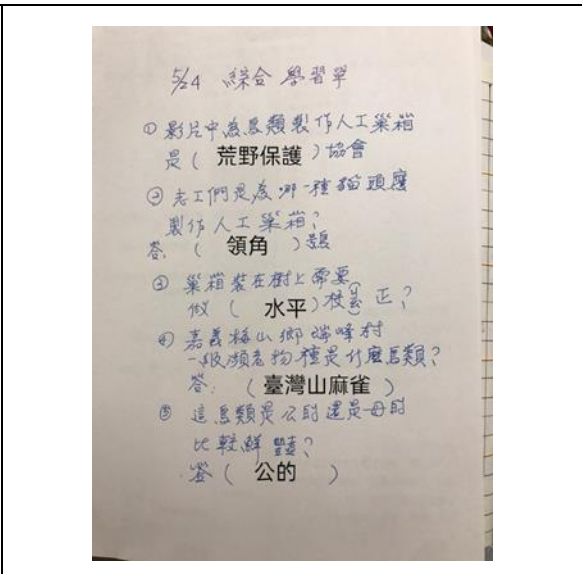 5/24 綜合 學習單
① 影片中為鳥類製作人工巢箱
是( 荒野保護 )協會
② 志工們是為哪一種貓頭鷹
製作人工巢箱?
答:( 領角 )鴞
③ 巢箱裝在樹上需要
做( 水平 )校正?
④ 嘉義梅山鄉瑞峰村
一級瀕危物種是什麼鳥類?
答:(臺灣山麻雀)
⑤ 這鳥類是公的還是母的
比較鮮豔?
答( 公的 )